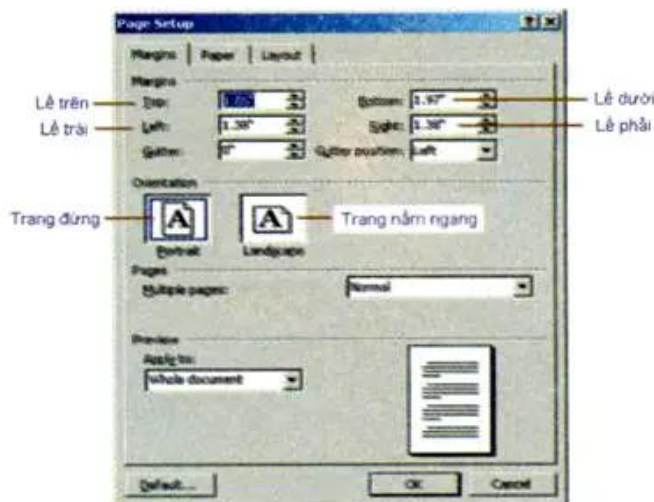 Page Setup
Margins Paper Layout
Margins
Lề trên Top: Bottom: 1.97" Lề dưới
Lề trái Left: 1.38" Right: 1.38" Lề phải
Gutter: 0" Gutter position: Left
Orientation
Trang đứng Trang nằm ngang
Portrait Landscape
Pages
Multiple pages: Normal
Preview
Apply to:
Whole document
Default... OK Cancel